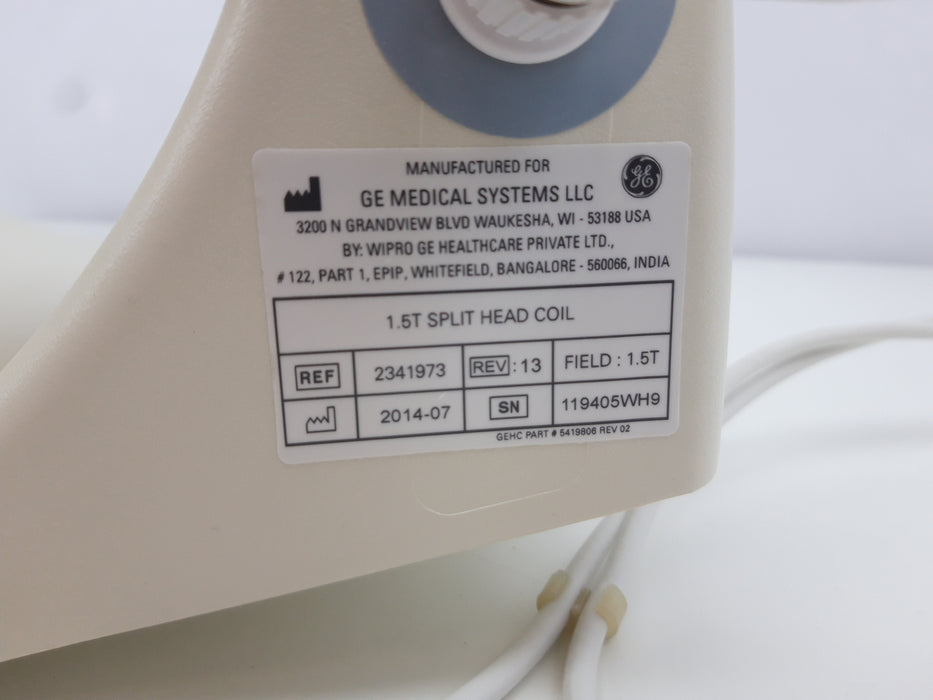 MANUFACTURED FOR
GE MEDICAL SYSTEMS LLC
GE
3200 N GRANDVIEW BLVD WAUKESHA, WI - 53188 USA
BY: WIPRO GE HEALTHCARE PRIVATE LTD.,
# 122, PART 1, EPIP, WHITEFIELD, BANGALORE - 560066, INDIA
1.5T SPLIT HEAD COIL
REF 2341973 REV : 13 FIELD : 1.5T
2014-07 SN 119405WH9
GEHC PART # 5419806 REV 02